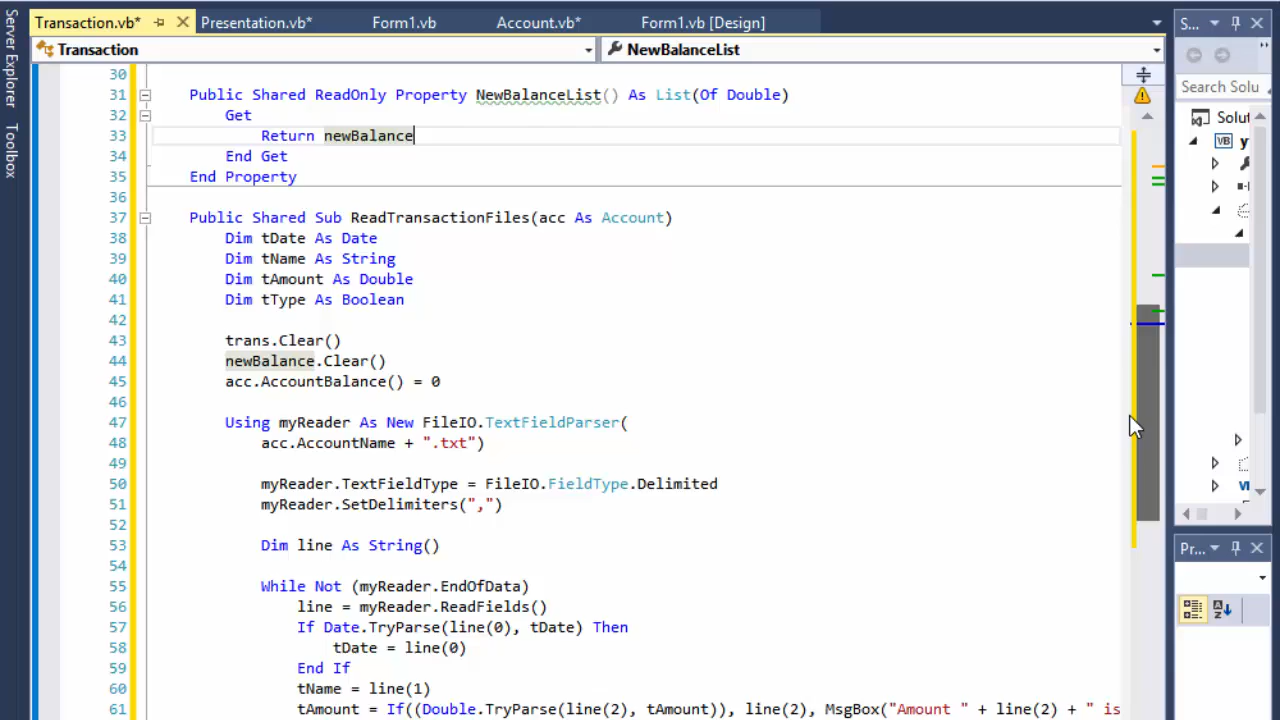 Transaction.vb*
Presentation.vb*
Form1.vb
Account.vb*
Form1.vb [Design]
S...
Server Explorer
Toolbox
Transaction
NewBalanceList
Search Solu
Solut
VB
30
31 Public Shared ReadOnly Property NewBalanceList() As List(Of Double)
32 Get
33 Return newBalance
34 End Get
35 End Property
36
37 Public Shared Sub ReadTransactionFiles(acc As Account)
38 Dim tDate As Date
39 Dim tName As String
40 Dim tAmount As Double
41 Dim tType As Boolean
42
43 trans.Clear()
44 newBalance.Clear()
45 acc.AccountBalance() = 0
46
47 Using myReader As New FileIO.TextFieldParser(
48 acc.AccountName + ".txt")
49
50 myReader.TextFieldType = FileIO.FieldType.Delimited
51 myReader.SetDelimiters(",")
52
53 Dim line As String()
54
55 While Not (myReader.EndOfData)
56 line = myReader.ReadFields()
57 If Date.TryParse(line(0), tDate) Then
58 tDate = line(0)
59 End If
60 tName = line(1)
61 tAmount = If((Double.TryParse(line(2), tAmount)), line(2), MsgBox("Amount " + line(2) + " is
Pr...